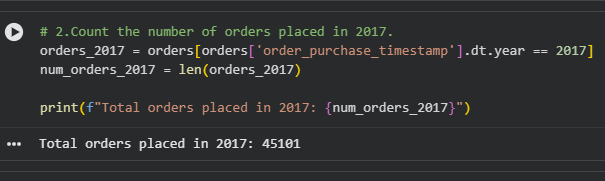 # 2.Count the number of orders placed in 2017.
orders_2017 = orders[orders['order_purchase_timestamp'].dt.year == 2017]
num_orders_2017 = len(orders_2017)
print(f"Total orders placed in 2017: {num_orders_2017}")
Total orders placed in 2017: 45101